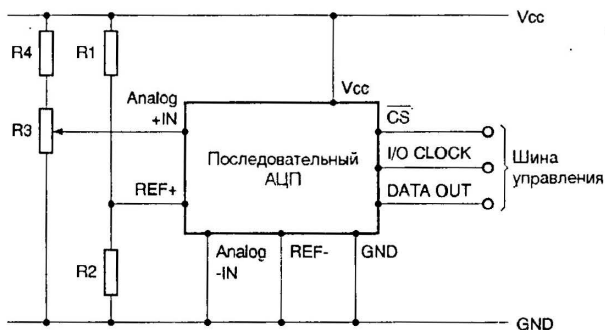 Vcc
R4
R1
Vcc
Analog
+IN
R3
CS
I/O CLOCK
DATA OUT
Последовательный
АЦП
Шина
управления
REF+
R2
Analog
-IN
REF-
GND
GND